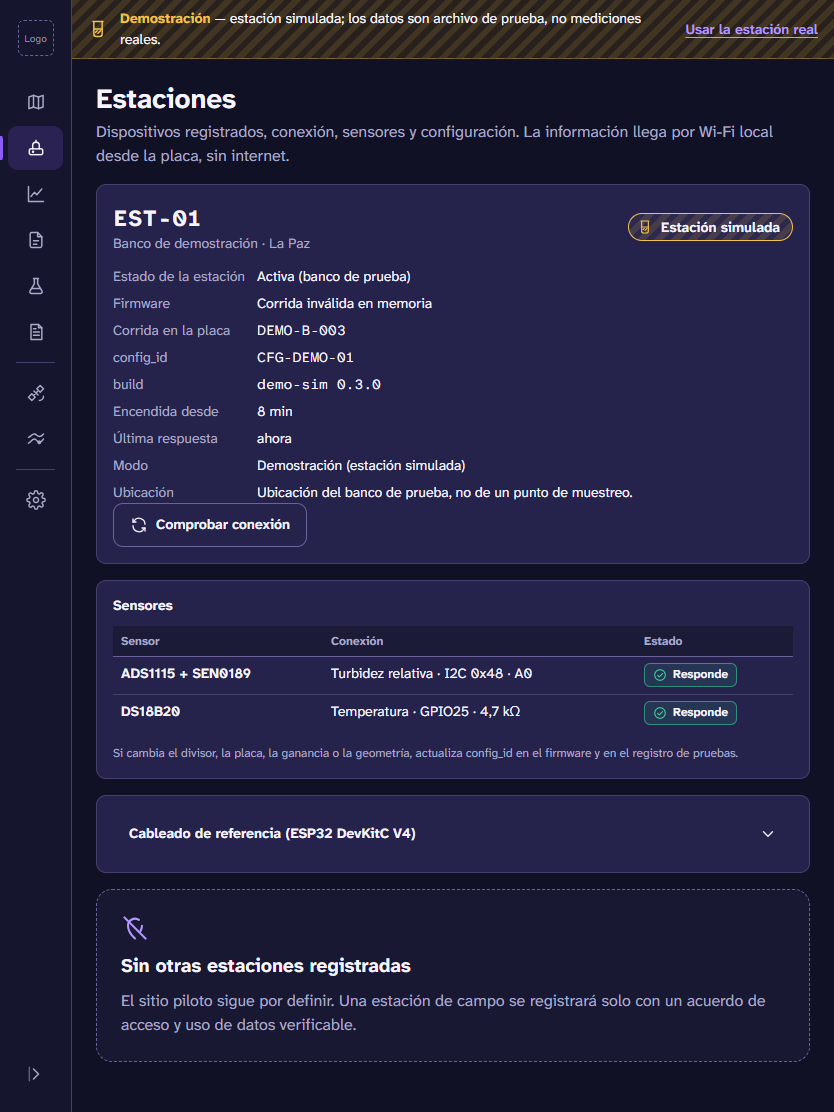 Logo
Demostración — estación simulada; los datos son archivo de prueba, no mediciones
reales.
Usar la estación real
Estaciones
Dispositivos registrados, conexión, sensores y configuración. La información llega por Wi-Fi local
desde la placa, sin internet.
EST-01
Banco de demostración · La Paz
Estación simulada
Estado de la estación Activa (banco de prueba)
Firmware Corrida inválida en memoria
Corrida en la placa DEMO-B-003
config_id CFG-DEMO-01
build demo-sim 0.3.0
Encendida desde 8 min
Última respuesta ahora
Modo Demostración (estación simulada)
Ubicación Ubicación del banco de prueba, no de un punto de muestreo.
Comprobar conexión
Sensores
Sensor Conexión Estado
ADS1115 + SEN0189 Turbidez relativa · I2C 0x48 · A0 Responde
DS18B20 Temperatura · GPIO25 · 4,7 kΩ Responde
Si cambia el divisor, la placa, la ganancia o la geometría, actualiza config_id en el firmware y en el registro de pruebas.
Cableado de referencia (ESP32 DevKitC V4)
Sin otras estaciones registradas
El sitio piloto sigue por definir. Una estación de campo se registrará solo con un acuerdo de
acceso y uso de datos verificable.